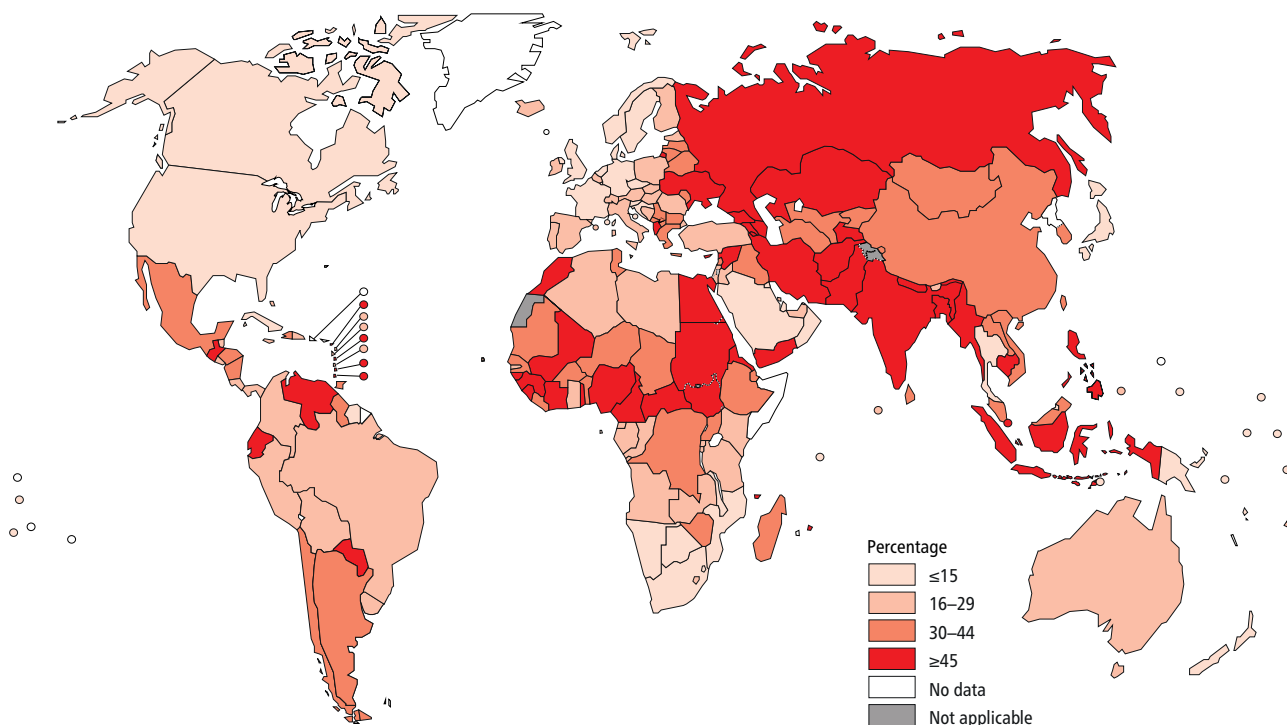 Percentage
≤15
16–29
30–44
≥45
No data
Not applicable